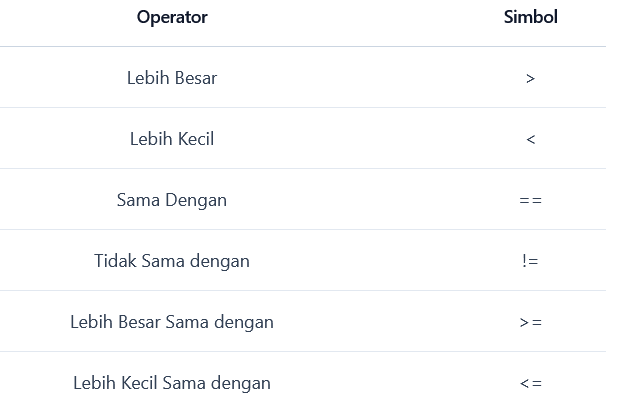 Operator Simbol
Lebih Besar >
Lebih Kecil <
Sama Dengan ==
Tidak Sama dengan !=
Lebih Besar Sama dengan >=
Lebih Kecil Sama dengan <=